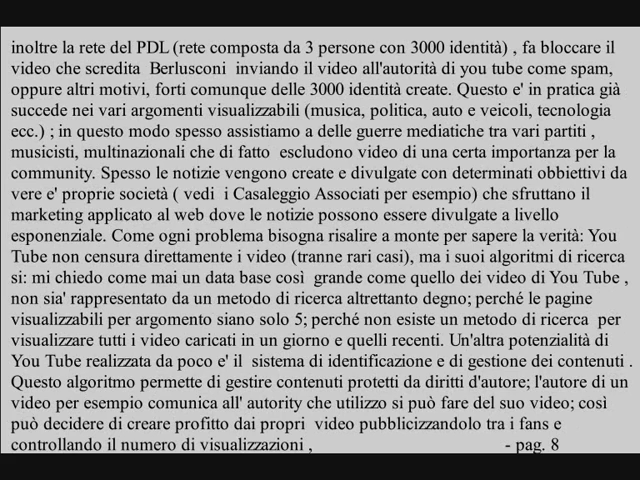 inoltre la rete del PDL (rete composta da 3 persone con 3000 identità) , fa bloccare il
video che scredita  Berlusconi  inviando il video all'autorità di you tube come spam,
oppure altri motivi, forti comunque delle 3000 identità create. Questo e' in pratica già
succede nei vari argomenti visualizzabili (musica, politica, auto e veicoli, tecnologia
ecc.) ; in questo modo spesso assistiamo a delle guerre mediatiche tra vari partiti ,
musicisti, multinazionali che di fatto  escludono video di una certa importanza per la
community. Spesso le notizie vengono create e divulgate con determinati obbiettivi da
vere e' proprie società ( vedi  i Casaleggio Associati per esempio) che sfruttano il
marketing applicato al web dove le notizie possono essere divulgate a livello
esponenziale. Come ogni problema bisogna risalire a monte per sapere la verità: You
Tube non censura direttamente i video (tranne rari casi), ma i suoi algoritmi di ricerca
si: mi chiedo come mai un data base così  grande come quello dei video di You Tube ,
non sia' rappresentato da un metodo di ricerca altrettanto degno; perché le pagine
visualizzabili per argomento siano solo 5; perché non esiste un metodo di ricerca  per
visualizzare tutti i video caricati in un giorno e quelli recenti. Un'altra potenzialità di
You Tube realizzata da poco e' il  sistema di identificazione e di gestione dei contenuti .
Questo algoritmo permette di gestire contenuti protetti da diritti d'autore; l'autore di un
video per esempio comunica all' autority che utilizzo si può fare del suo video; così
può decidere di creare profitto dai propri  video pubblicizzandolo tra i fans e
controllando il numero di visualizzazioni ,                                        - pag. 8